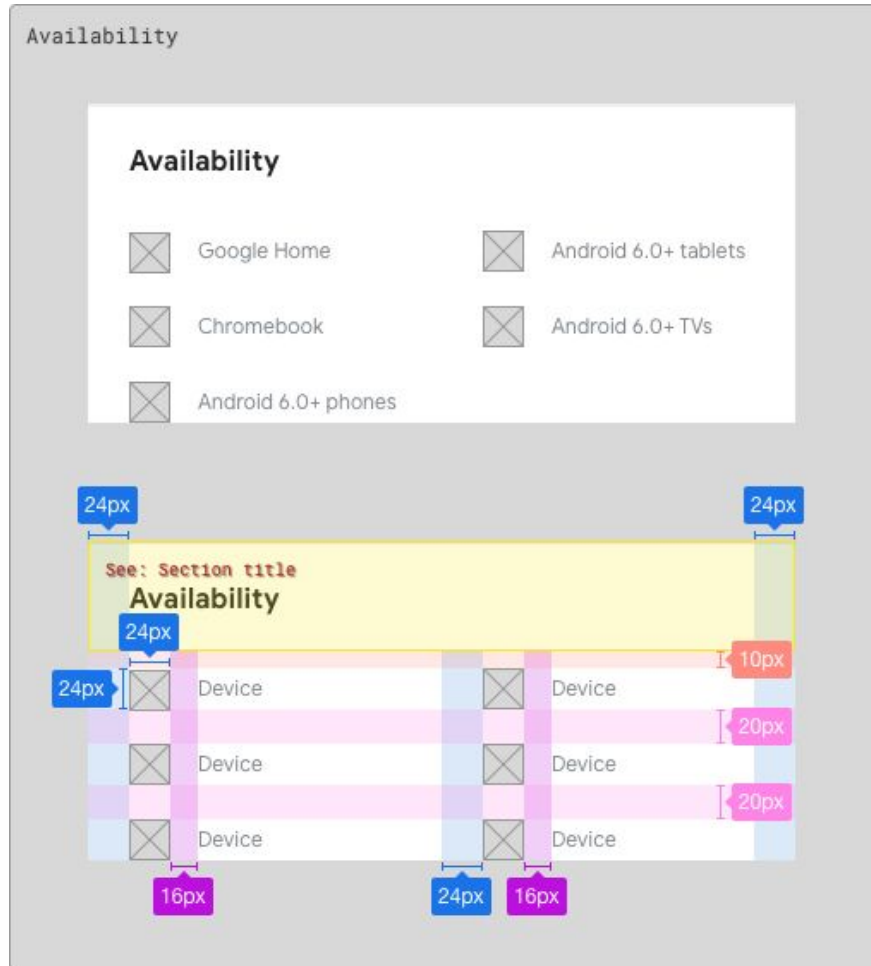 Availability
Availability
Google Home
Android 6.0+ tablets
Chromebook
Android 6.0+ TVs
Android 6.0+ phones
24px
24px
See: Section title
Availability
24px
10px
24px
Device
Device
20px
Device
Device
20px
Device
Device
16px
24px
16px